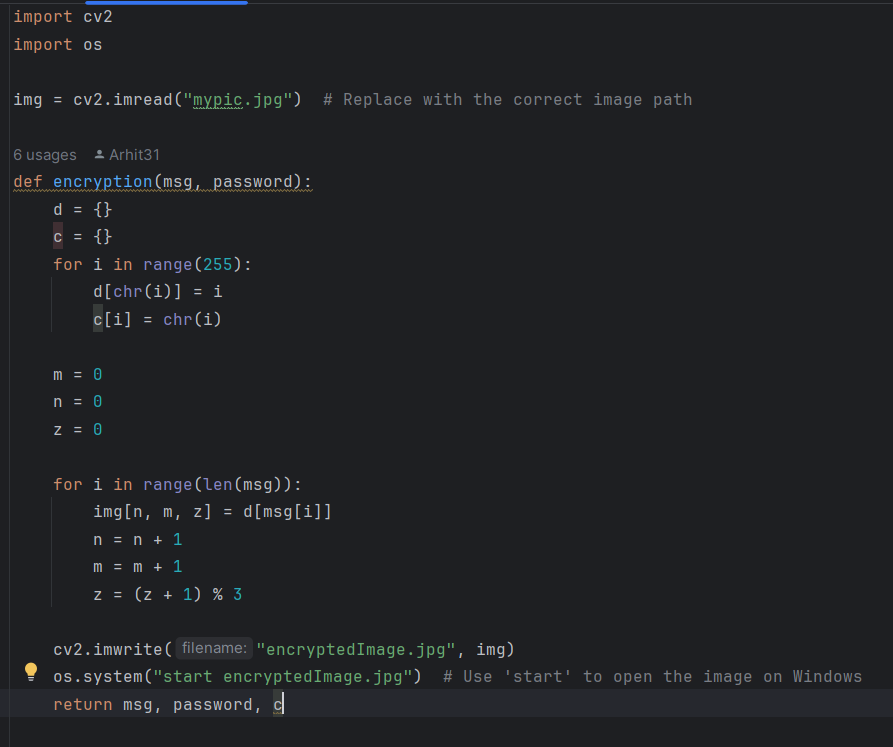 import cv2
import os
img = cv2.imread("mypic.jpg")  # Replace with the correct image path
6 usages  Arhit31
def encryption(msg, password):
    d = {}
    c = {}
    for i in range(255):
        d[chr(i)] = i
        c[i] = chr(i)
    m = 0
    n = 0
    z = 0
    for i in range(len(msg)):
        img[n, m, z] = d[msg[i]]
        n = n + 1
        m = m + 1
        z = (z + 1) % 3
    cv2.imwrite( filename: "encryptedImage.jpg", img)
    os.system("start encryptedImage.jpg")  # Use 'start' to open the image on Windows
    return msg, password, c